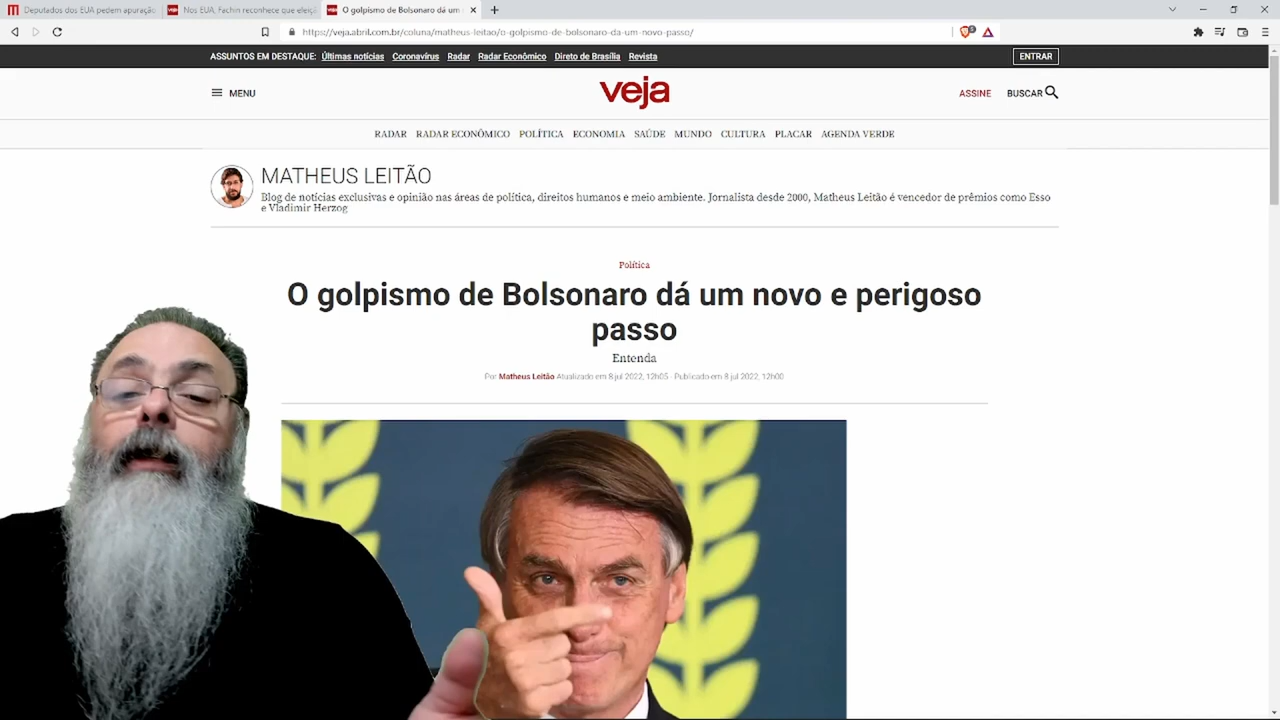 Deputados dos EUA pedem apuração
Nos EUA, Fachin reconhece que eleiç
O golpismo de Bolsonaro dá um
https://veja.abril.com.br/coluna/matheus-leitao/o-golpismo-de-bolsonaro-da-um-novo-passo/
ASSUNTOS EM DESTAQUE: Últimas notícias Coronavírus Radar Radar Econômico Direto de Brasília Revista ENTRAR
MENU veja ASSINE BUSCAR
RADAR RADAR ECONÔMICO POLÍTICA ECONOMIA SAÚDE MUNDO CULTURA PLACAR AGENDA VERDE
MATHEUS LEITÃO
Blog de notícias exclusivas e opinião nas áreas de política, direitos humanos e meio ambiente. Jornalista desde 2000, Matheus Leitão é vencedor de prêmios como Esso
e Vladimir Herzog
Política
O golpismo de Bolsonaro dá um novo e perigoso
passo
Entenda
Por Matheus Leitão Atualizado em 8 jul 2022, 12h05 - Publicado em 8 jul 2022, 12h00